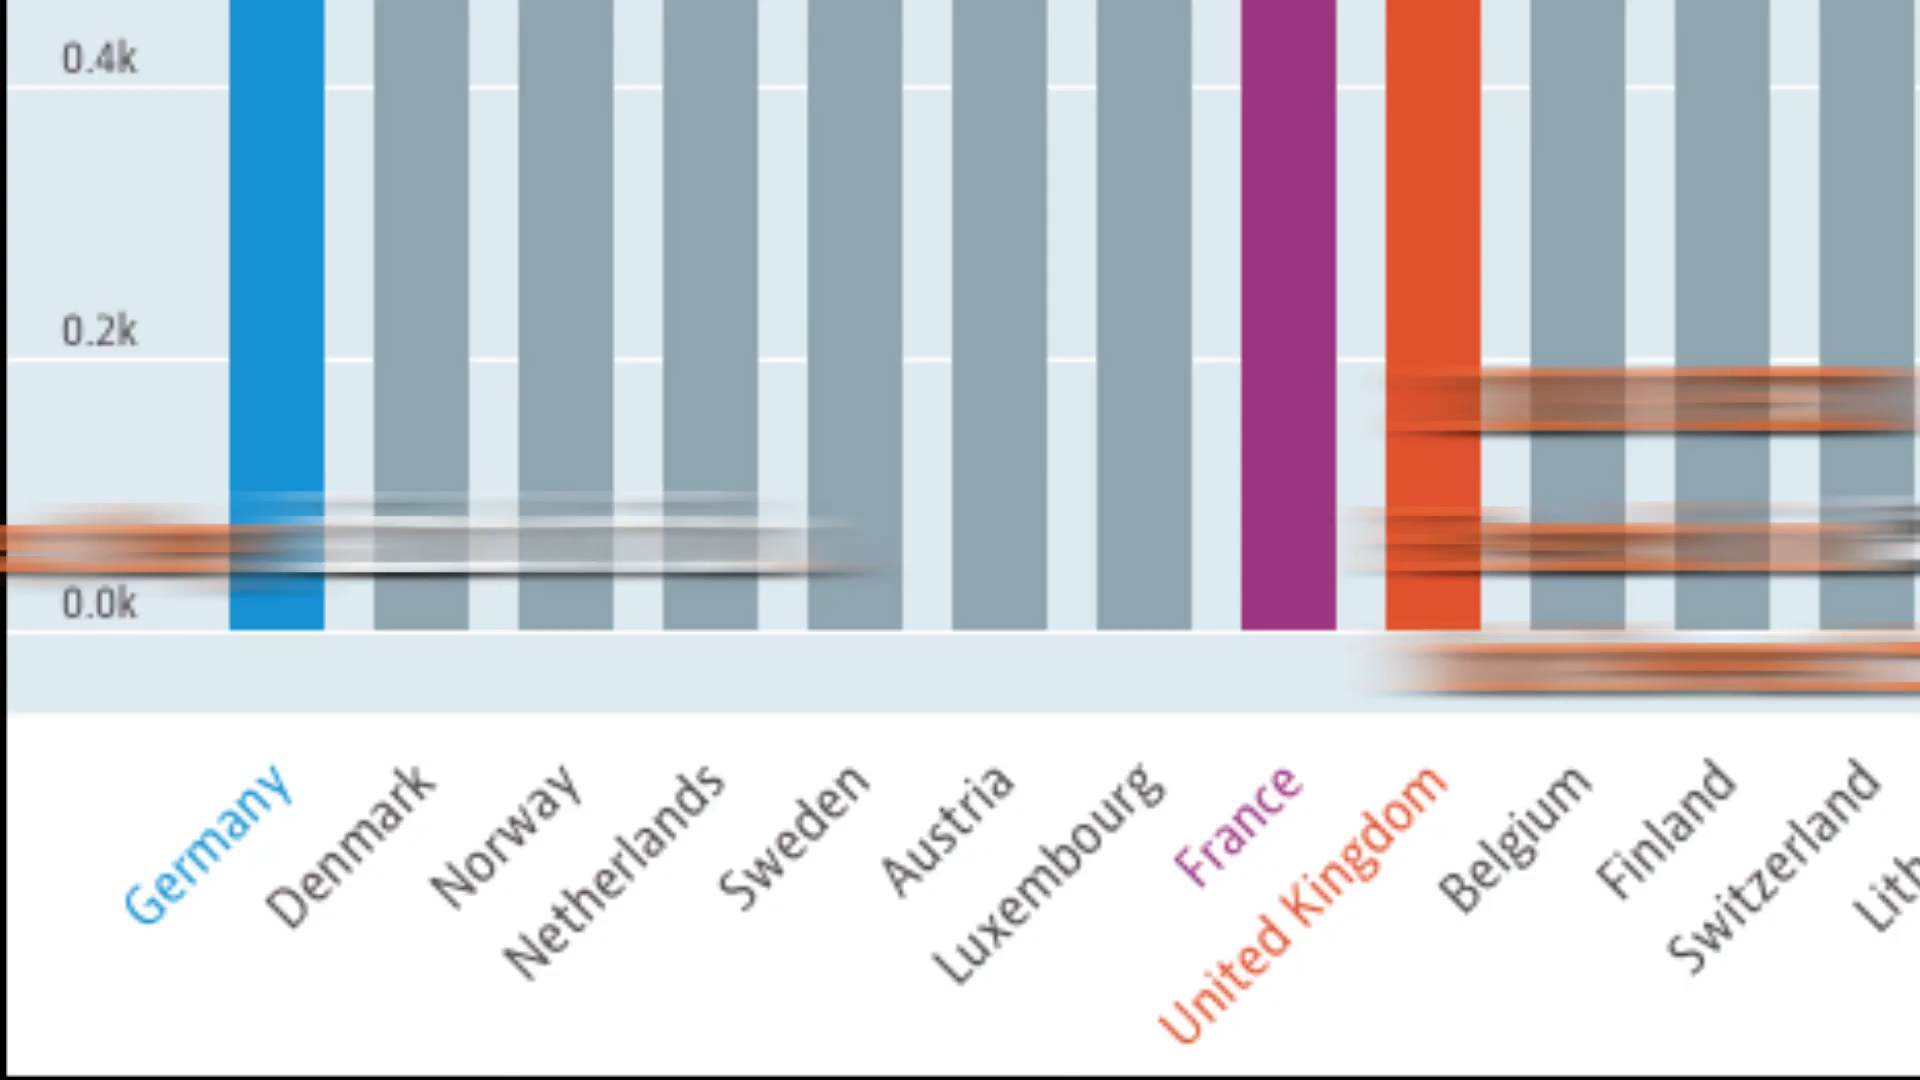 0.4k
0.2k
0.0k
Germany
Denmark
Norway
Netherlands
Sweden
Austria
Luxembourg
France
United Kingdom
Belgium
Finland
Switzerland
Lith